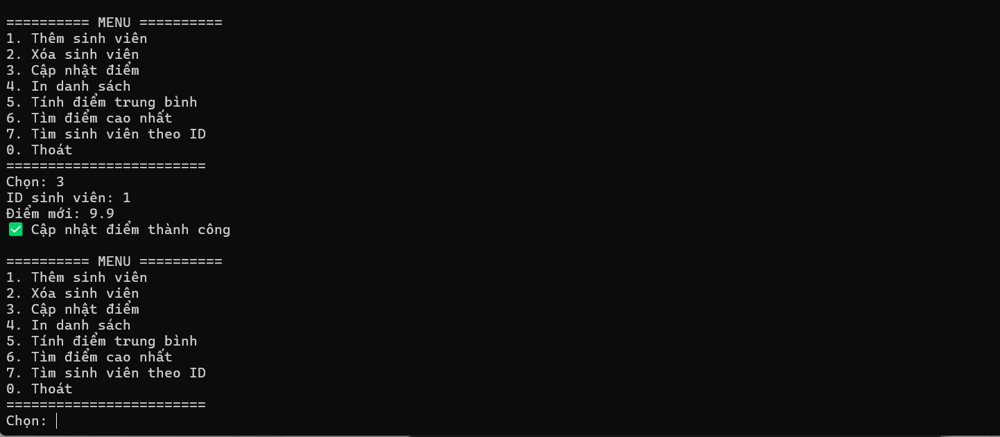 ========== MENU ==========
1. Thêm sinh viên
2. Xóa sinh viên
3. Cập nhật điểm
4. In danh sách
5. Tính điểm trung bình
6. Tìm điểm cao nhất
7. Tìm sinh viên theo ID
0. Thoát
========================
Chọn: 3
ID sinh viên: 1
Điểm mới: 9.9
✅ Cập nhật điểm thành công
========== MENU ==========
1. Thêm sinh viên
2. Xóa sinh viên
3. Cập nhật điểm
4. In danh sách
5. Tính điểm trung bình
6. Tìm điểm cao nhất
7. Tìm sinh viên theo ID
0. Thoát
========================
Chọn: